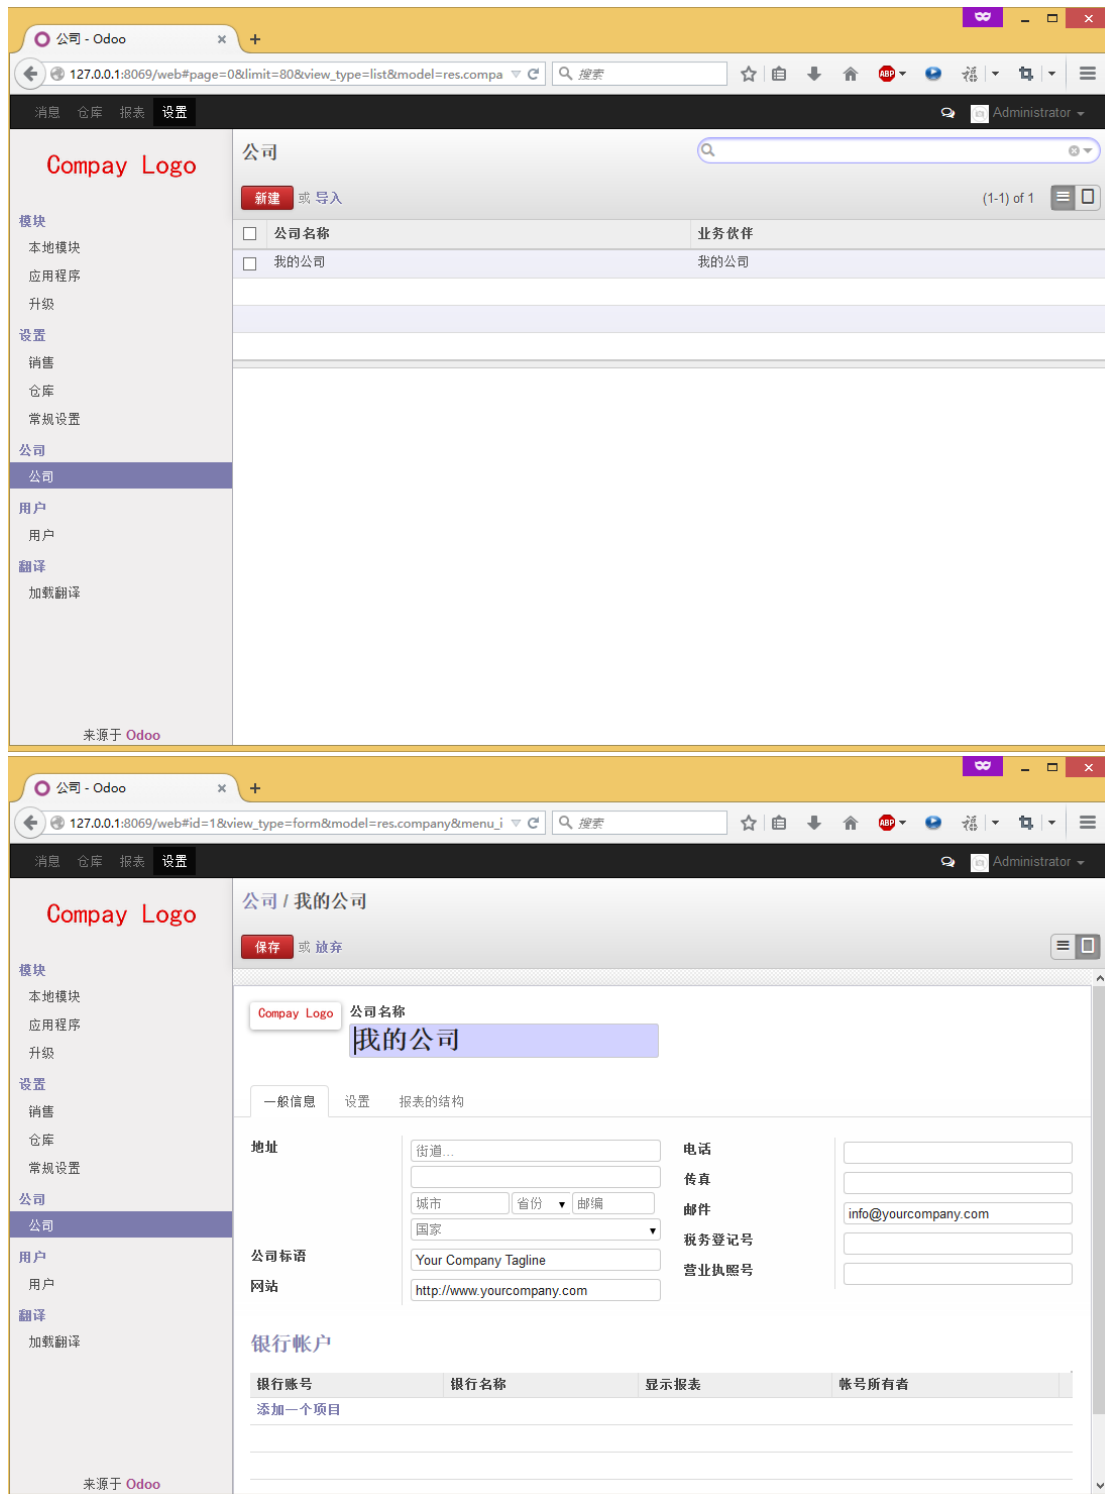 公司 - Odoo
127.0.0.1:8069/web#page=0&limit=80&view_type=list&model=res.compa
搜索
ABP
福
消息 仓库 报表 设置
Administrator
Compay Logo
公司
新建 或 导入
(1-1) of 1
模块
本地模块
应用程序
升级
设置
销售
仓库
常规设置
公司
公司
用户
用户
翻译
加载翻译
来源于 Odoo
公司名称 业务伙伴
我的公司 我的公司
公司 - Odoo
127.0.0.1:8069/web#id=1&view_type=form&model=res.company&menu_i
搜索
ABP
福
消息 仓库 报表 设置
Administrator
Compay Logo
公司 / 我的公司
保存 或 放弃
模块
本地模块
应用程序
升级
设置
销售
仓库
常规设置
公司
公司
用户
用户
翻译
加载翻译
来源于 Odoo
Compay Logo
公司名称
我的公司
一般信息 设置 报表的结构
地址
街道...
城市 省份 邮编
国家
公司标语 Your Company Tagline
网站 http://www.yourcompany.com
电话
传真
邮件 info@yourcompany.com
税务登记号
营业执照号
银行帐户
银行账号 银行名称 显示报表 帐号所有者
添加一个项目